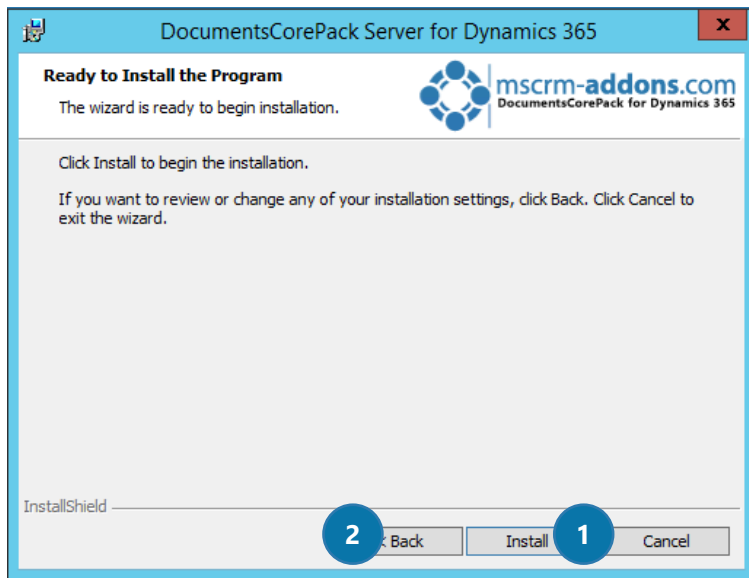 DocumentsCorePack Server for Dynamics 365
x
Ready to Install the Program
The wizard is ready to begin installation.
mscrm-addons.com
DocumentsCorePack for Dynamics 365
Click Install to begin the installation.
If you want to review or change any of your installation settings, click Back. Click Cancel to
exit the wizard.
InstallShield
2 < Back Install 1 Cancel